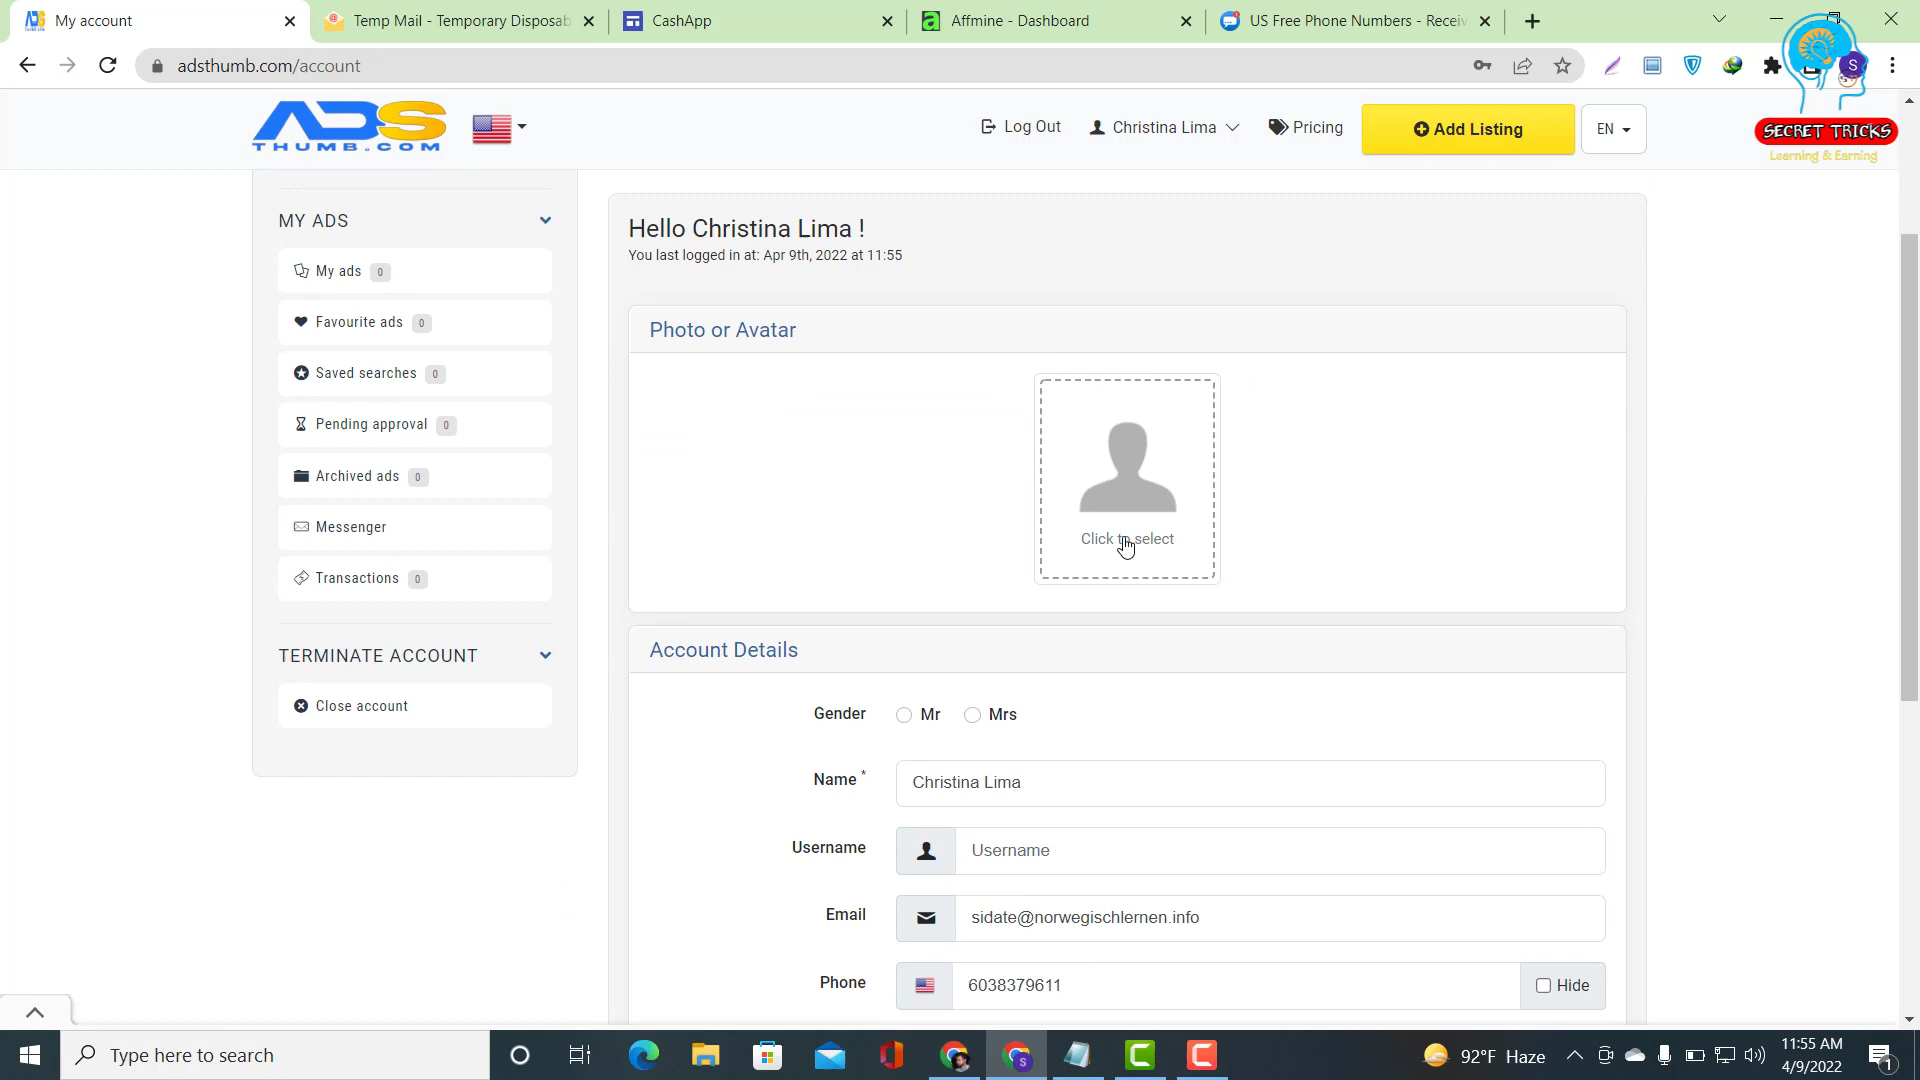 My account
Temp Mail - Temporary Disposab
CashApp
Affmine - Dashboard
US Free Phone Numbers - Receiv
adsthumb.com/account
S
ADS
THUMB.COM
Log Out
Christina Lima
Pricing
Add Listing
EN
SECRET TRICKS
Learning & Earning
MY ADS
My ads 0
Favourite ads 0
Saved searches 0
Pending approval 0
Archived ads 0
Messenger
Transactions 0
TERMINATE ACCOUNT
Close account
Hello Christina Lima !
You last logged in at: Apr 9th, 2022 at 11:55
Photo or Avatar
Click to select
Account Details
Gender
Mr
Mrs
Name *
Christina Lima
Username
Username
Email
sidate@norwegischlernen.info
Phone
6038379611
Hide
Type here to search
92°F Haze
11:55 AM
4/9/2022
1